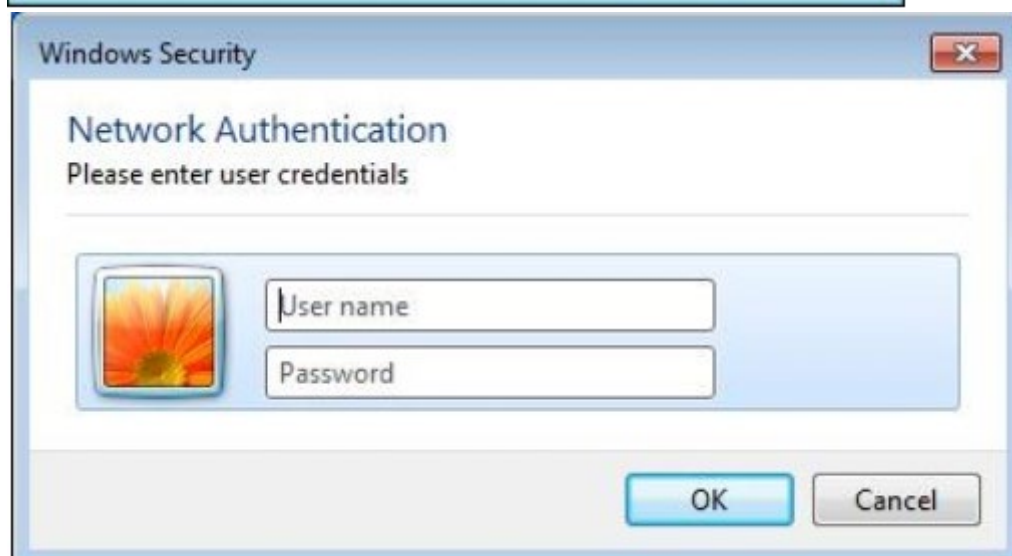 Windows Security
Network Authentication
Please enter user credentials
User name
Password
OK
Cancel